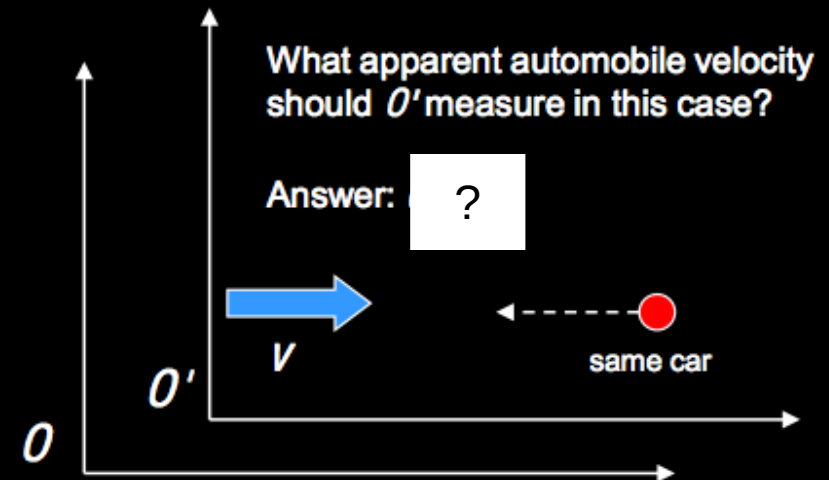 What apparent automobile velocity
should O' measure in this case?
Answer: ?
V
same car
O'
O